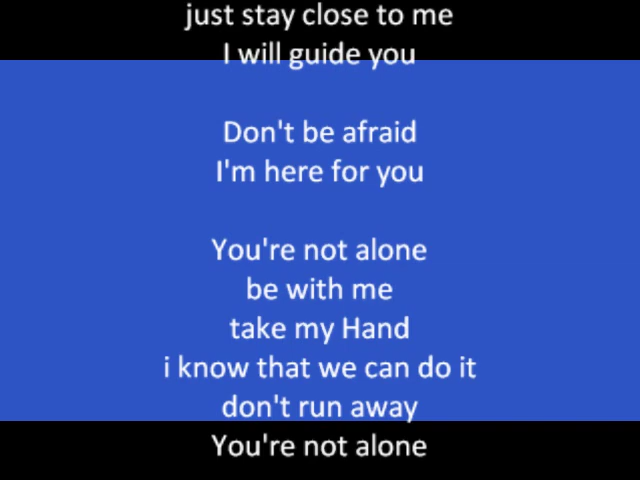 just stay close to me
I will guide you
Don't be afraid
I'm here for you
You're not alone
be with me
take my Hand
i know that we can do it
don't run away
You're not alone